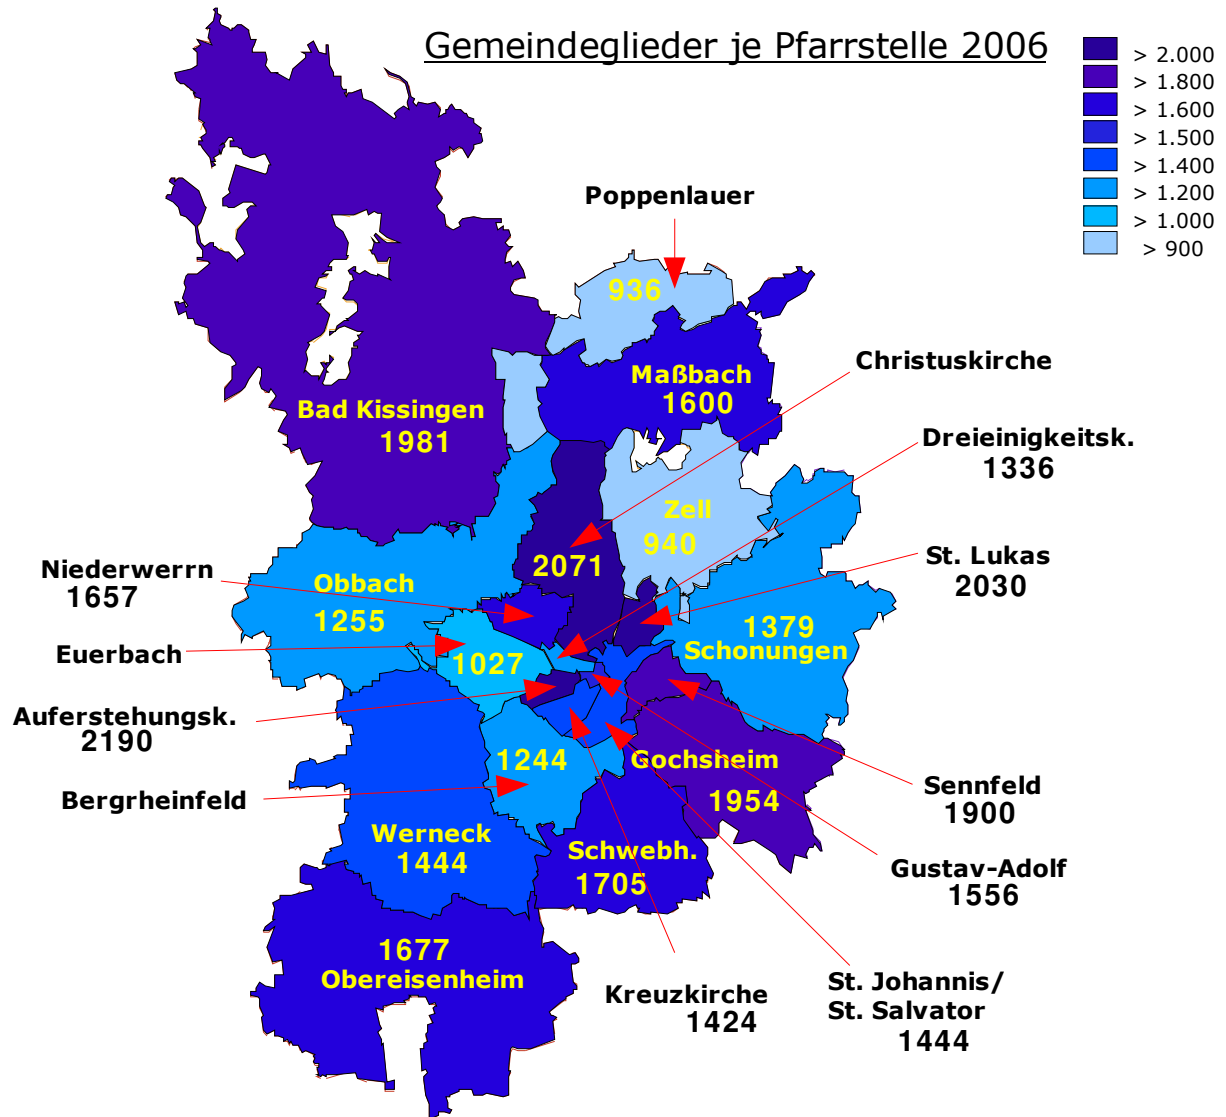 Gemeindeglieder je Pfarrstelle 2006
> 2.000
> 1.800
> 1.600
> 1.500
> 1.400
> 1.200
> 1.000
> 900
Poppenlauer
936
Christuskirche
Maßbach
1600
Bad Kissingen
1981
Dreieinigkeitsk.
1336
Zell
940
2071
St. Lukas
2030
Niederwerrn
1657
Obbach
1255
1379
Schonungen
Euerbach
1027
Auferstehungsk.
2190
1244
Gochsheim
1954
Bergrheinfeld
Sennfeld
1900
Werneck
1444
Schwebh.
1705
Gustav-Adolf
1556
1677
Obereisenheim
Kreuzkirche
1424
St. Johannis/
St. Salvator
1444